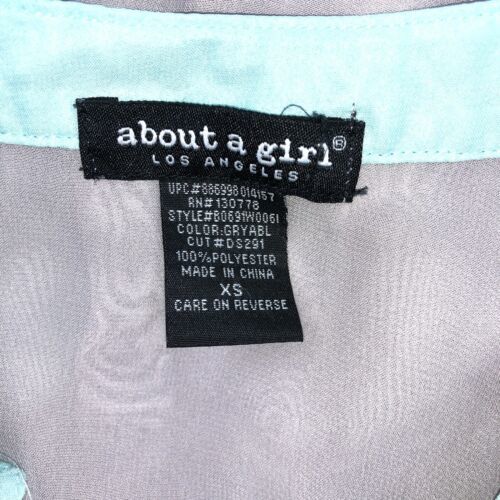 about a girl®
LOS ANGELES
UPC#886998014157
RN#130778
STYLE#B0691W0061
COLOR:GRYABL
CUT#DS291
100%POLYESTER
MADE IN CHINA
XS
CARE ON REVERSE